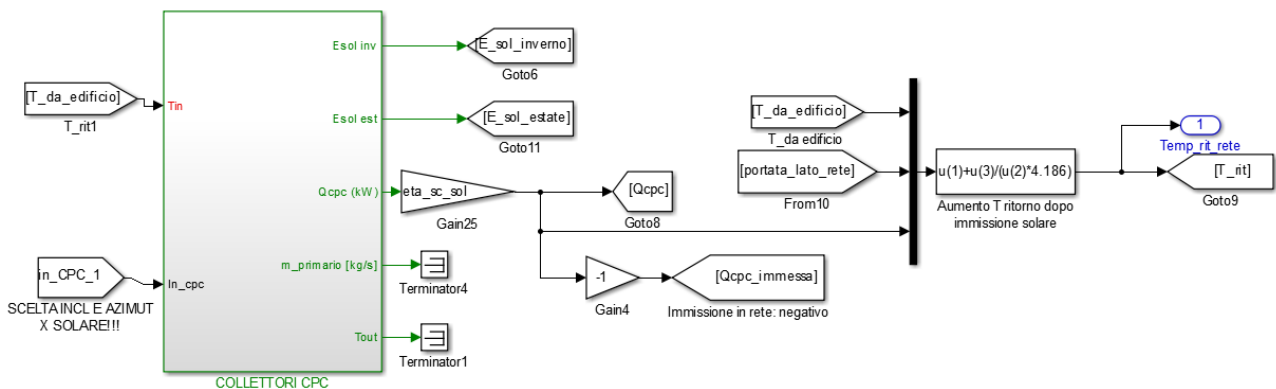 Esol inv
[E_sol_inverno]
Goto6
[T_da_edificio]
T_rit1
Tin
Esol est
[E_sol_estate]
Goto11
[T_da_edificio]
T_da edificio
1
Temp_rit_rete
Qcpc (kW)
eta_sc_sol
Gain25
[Qcpc]
Goto8
[portata_lato_rete]
From10
u(1)+u(3)/(u(2)*4.186)
Aumento T ritorno dopo
immissione solare
[T_rit]
Goto9
in_CPC_1
SCELTA INCL E AZIMUT
X SOLARE!!!
In_cpc
m_primario [kg/s]
Terminator4
-1
Gain4
[Qcpc_immessa]
Immissione in rete: negativo
Tout
Terminator1
COLLETTORI CPC